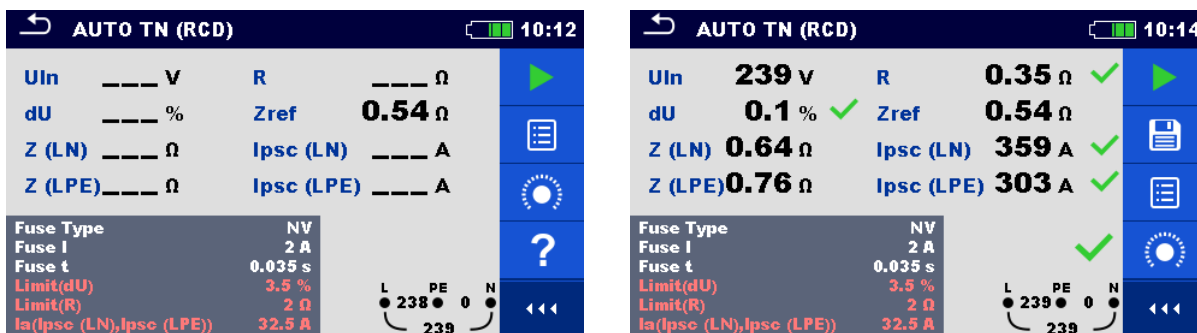 AUTO TN (RCD) 10:12
Uln ___ V R ___ Ω
dU ___ % Zref 0.54 Ω
Z (LN) ___ Ω Ipsc (LN) ___ A
Z (LPE)___ Ω Ipsc (LPE) ___ A
Fuse Type NV
Fuse I 2 A
Fuse t 0.035 s
Limit(dU) 3.5 %
Limit(R) 2 Ω
Ia(Ipsc (LN),Ipsc (LPE)) 32.5 A
?
L PE N
238 0
239
AUTO TN (RCD) 10:14
Uln 239 V R 0.35 Ω
dU 0.1 % Zref 0.54 Ω
Z (LN) 0.64 Ω Ipsc (LN) 359 A
Z (LPE)0.76 Ω Ipsc (LPE) 303 A
Fuse Type NV
Fuse I 2 A
Fuse t 0.035 s
Limit(dU) 3.5 %
Limit(R) 2 Ω
Ia(Ipsc (LN),Ipsc (LPE)) 32.5 A
L PE N
239 0
239